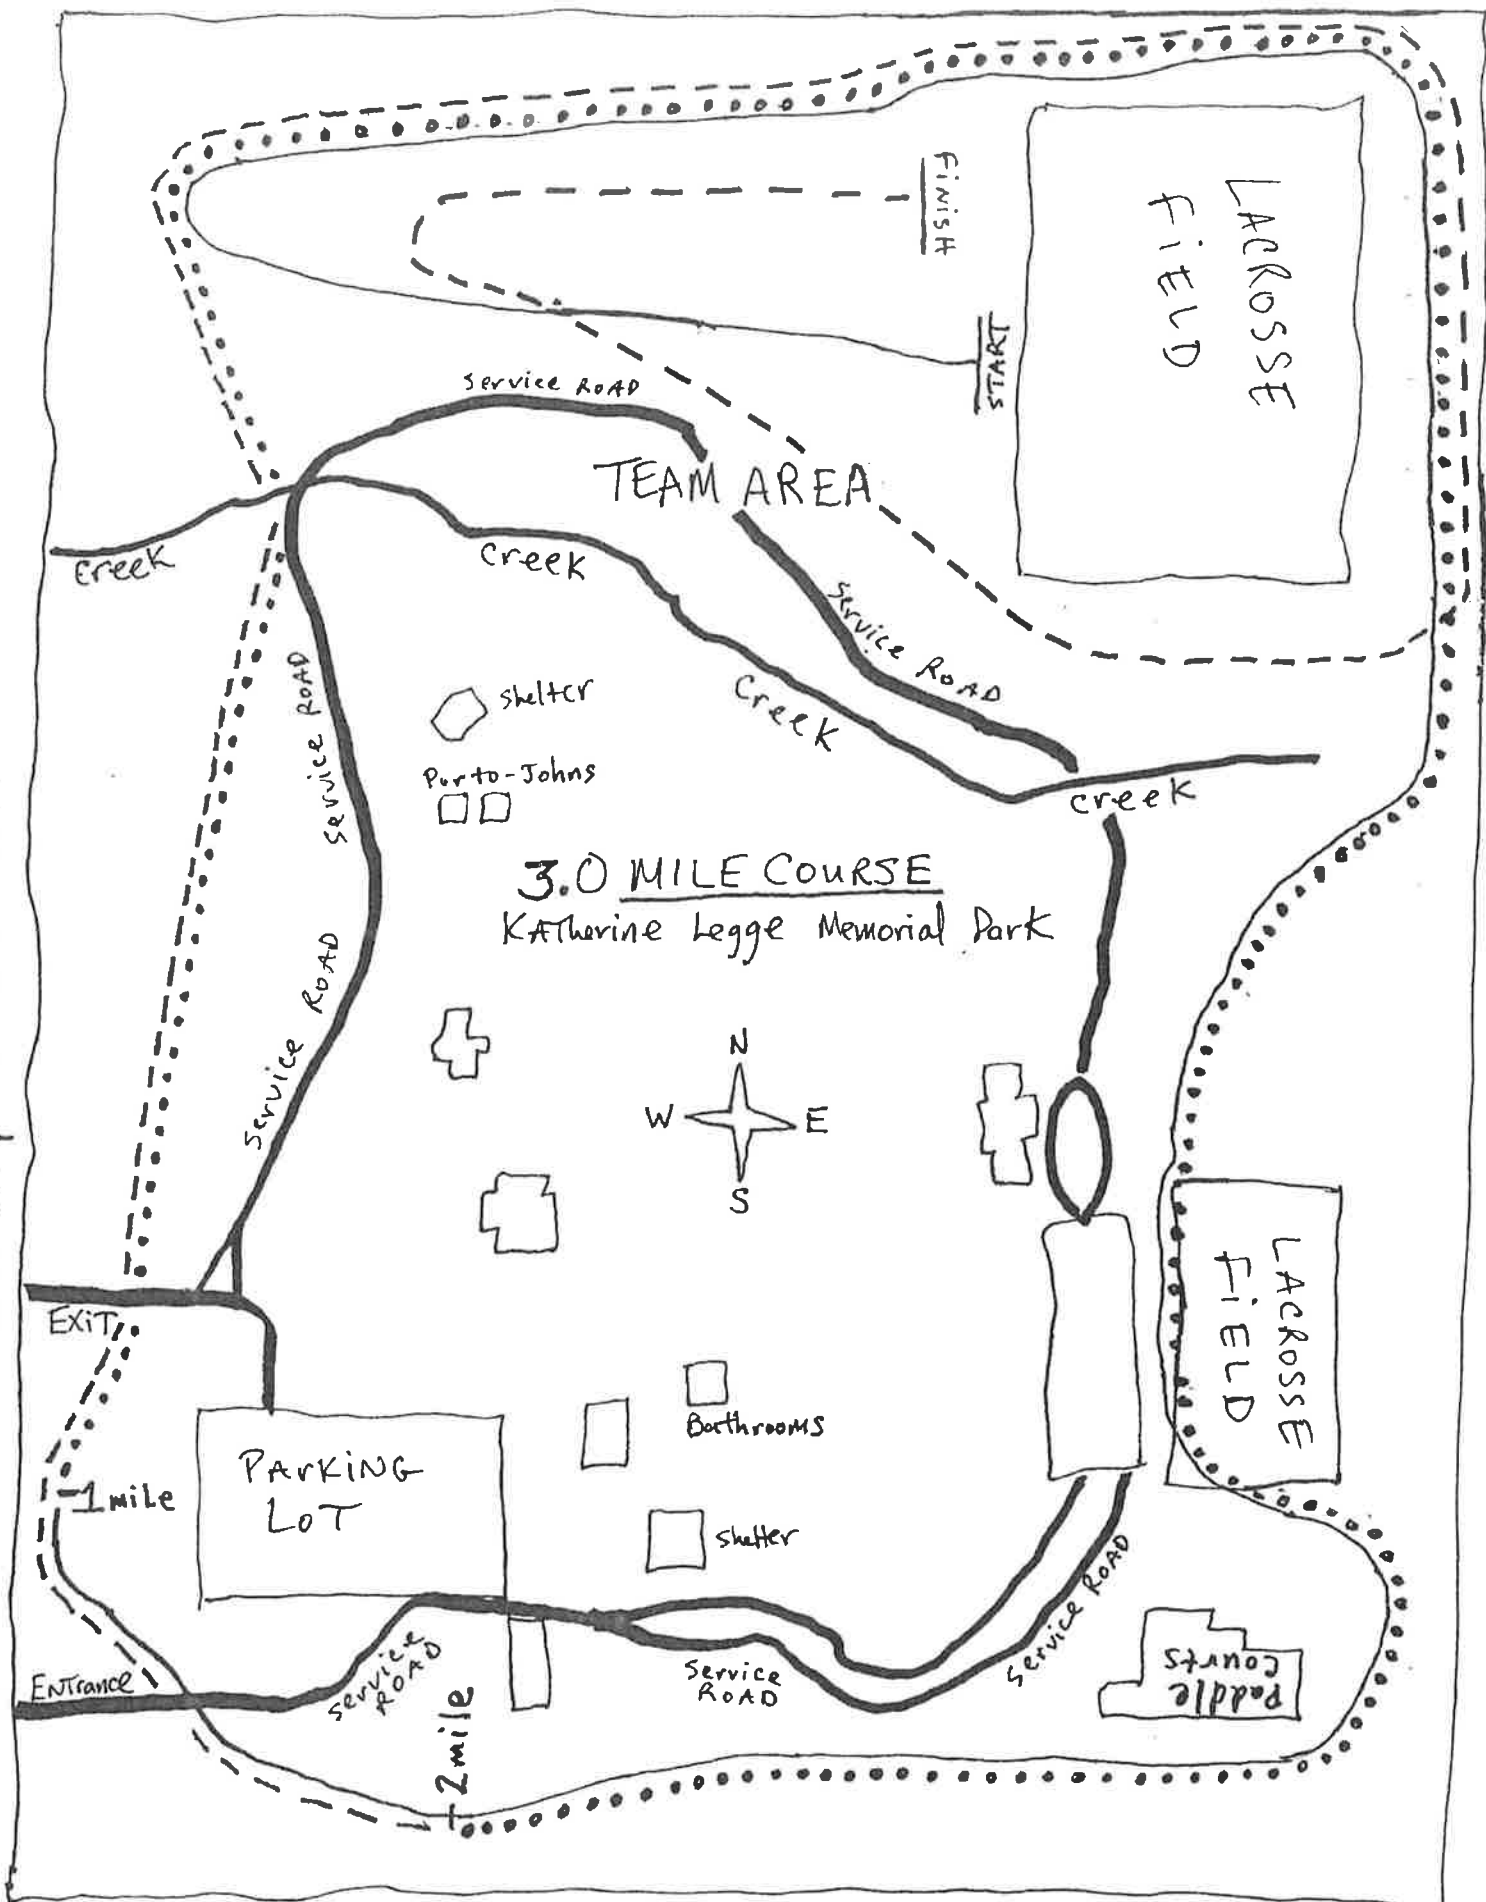 FiNiSH
LACROSSE
FiELD
START
Service ROAD
TEAM AREA
Creek
Creek
Service ROAD
Service ROAD
Shelter
Creek
Porto-Johns
Creek
3.0 MILE COURSE
KATherine Legge Memorial Park
Service ROAD
N
W E
S
LACROSSE
FiELD
EXiT
Bathrooms
PArkiNG
LOT
1 mile
Shelter
Service ROAD
ENTrance
Service
ROAD
Service
ROAD
Paddle
Courts
2 mile